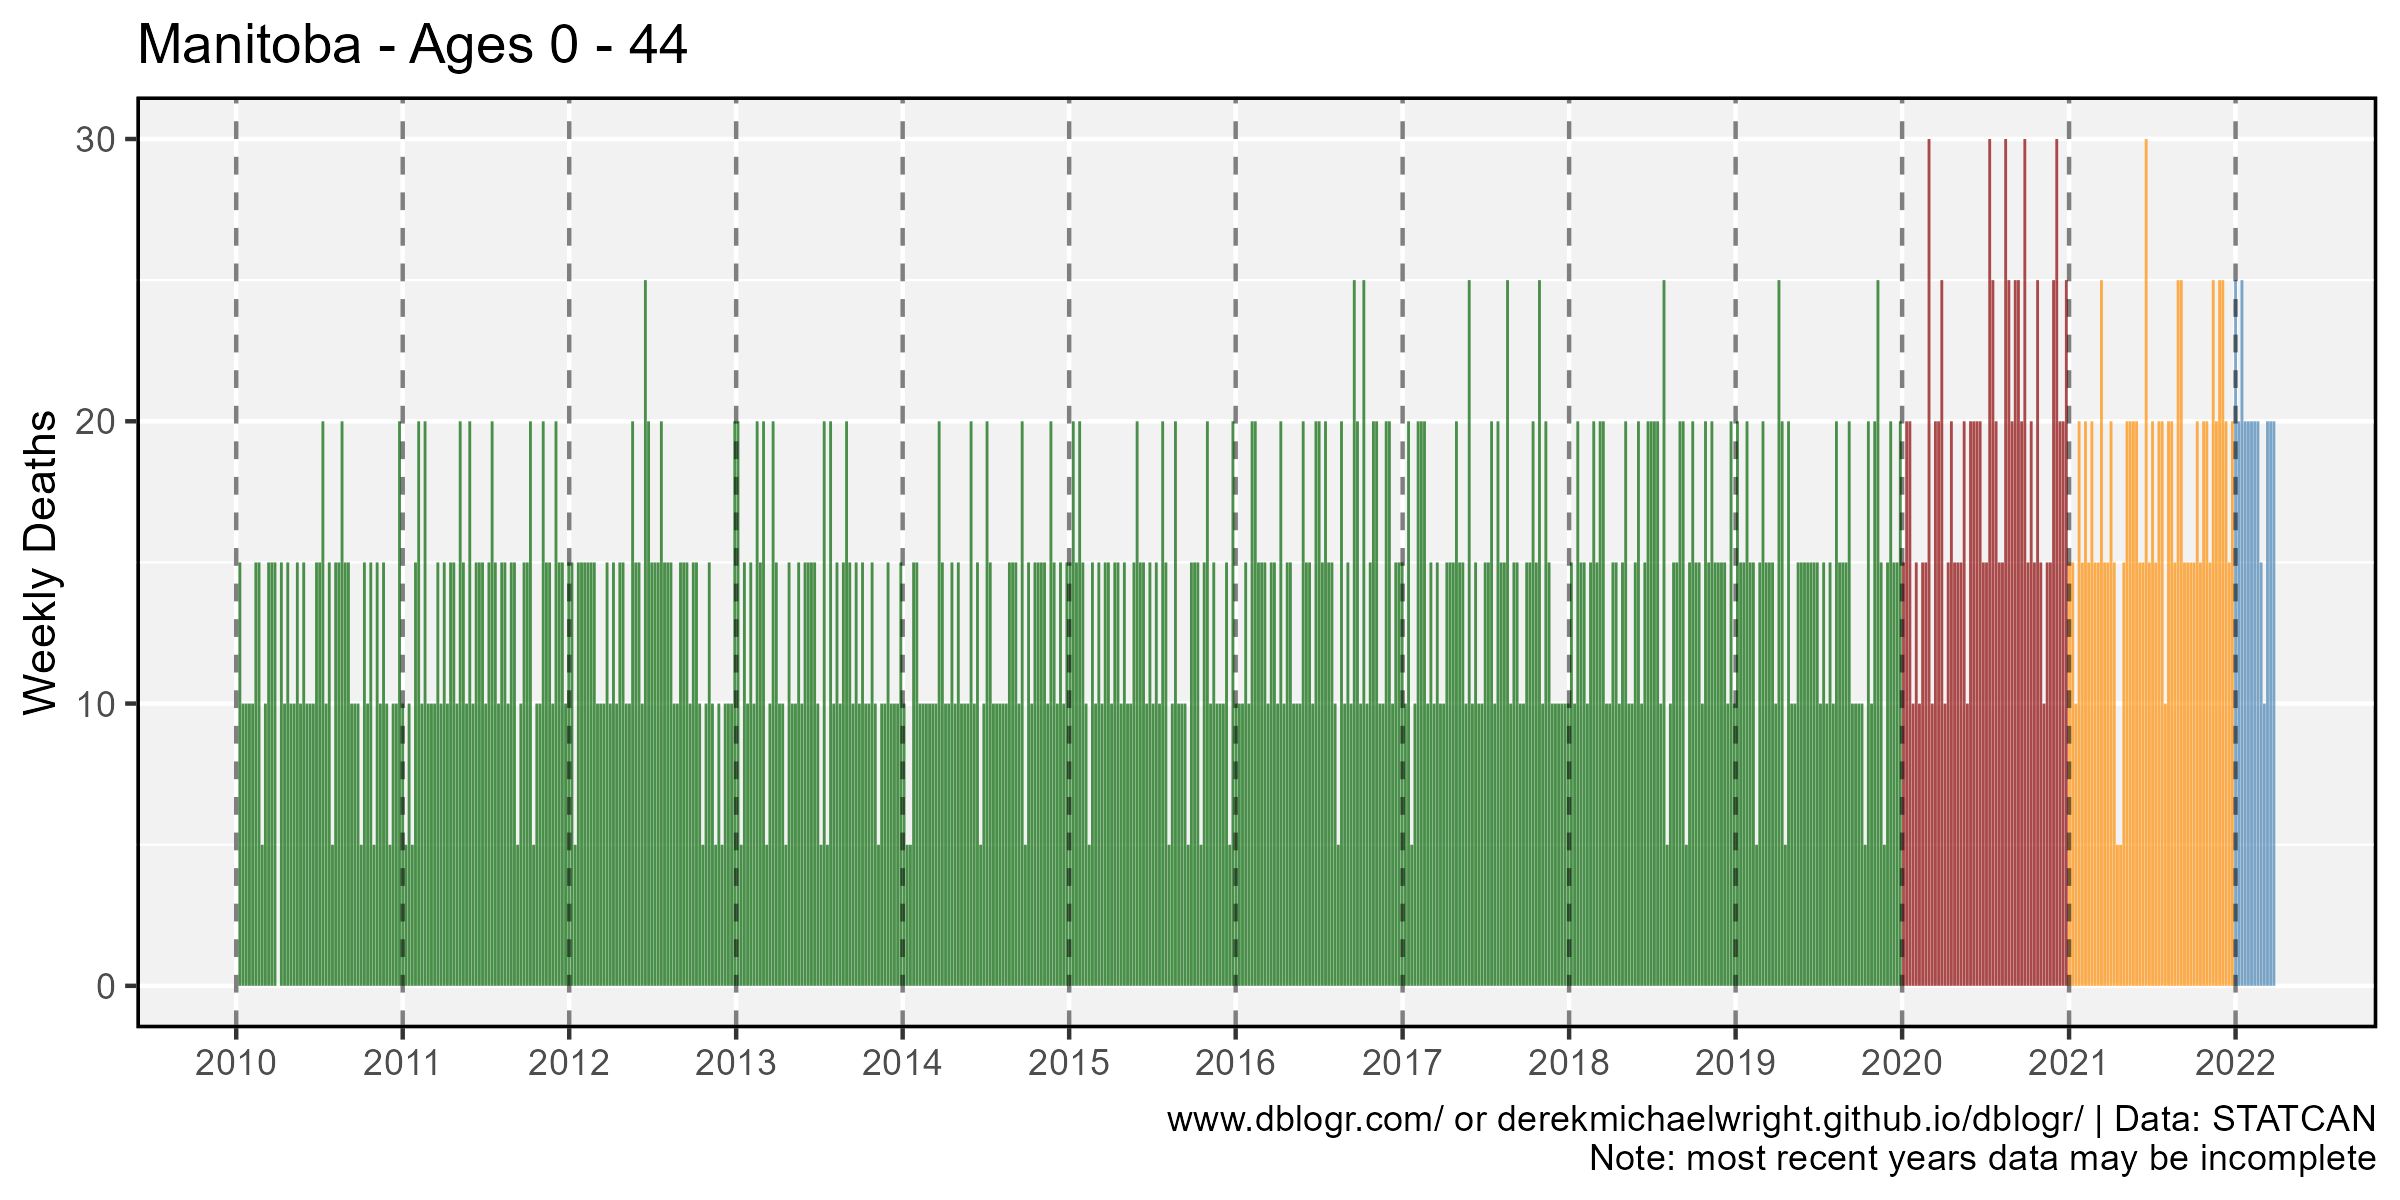 Manitoba - Ages 0 - 44
Weekly Deaths
30
20
10
0
2010 2011 2012 2013 2014 2015 2016 2017 2018 2019 2020 2021 2022
www.dblogr.com/ or derekmichaelwright.github.io/dblogr/ | Data: STATCAN
Note: most recent years data may be incomplete